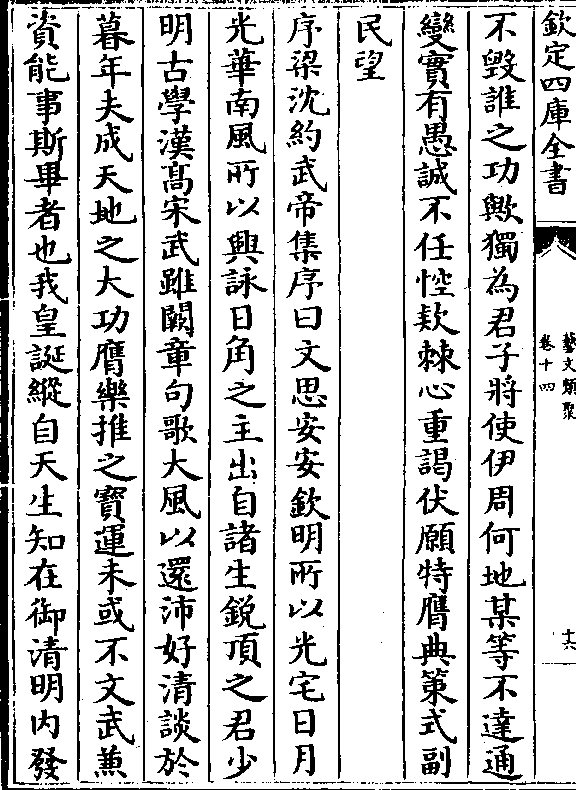 欽定四庫全書
藝文類聚
卷十四
十六
不毀誰之功歟獨為君子將使伊周何地某等不達通
變實有愚誠不任悾欵棘心重謁伏願特膺典策式副
民望
序梁沈約武帝集序曰文思安安欽明所以光宅日月
光華南風所以興詠日角之主出自諸生鋭頂之君少
明古學漢髙宋武雖闕章句歌大風以還沛好清談於
暮年夫成天地之大功膺樂推之寶運未或不文武兼
資能事斯畢者也我皇誕縱自天生知在御清明内發